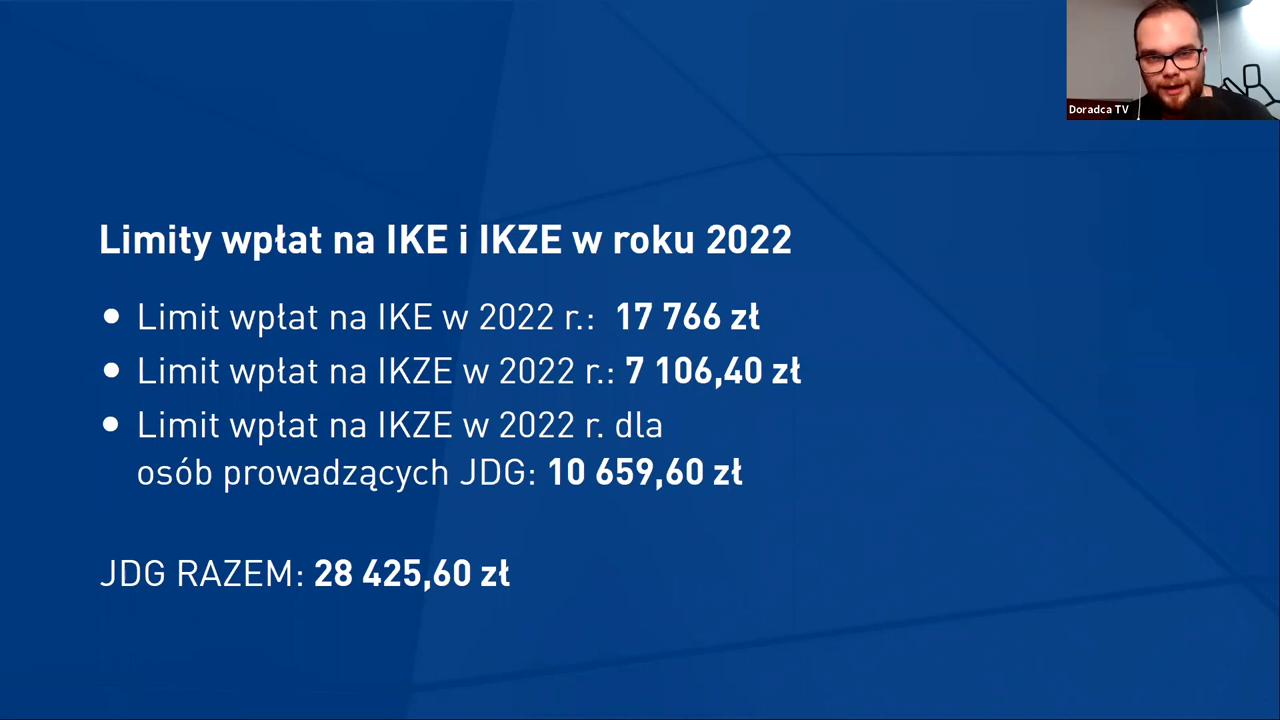 Doradca TV
Limity wpłat na IKE i IKZE w roku 2022
• Limit wpłat na IKE w 2022 r.: 17 766 zł
• Limit wpłat na IKZE w 2022 r.: 7 106,40 zł
• Limit wpłat na IKZE w 2022 r. dla
osób prowadzących JDG: 10 659,60 zł
JDG RAZEM: 28 425,60 zł